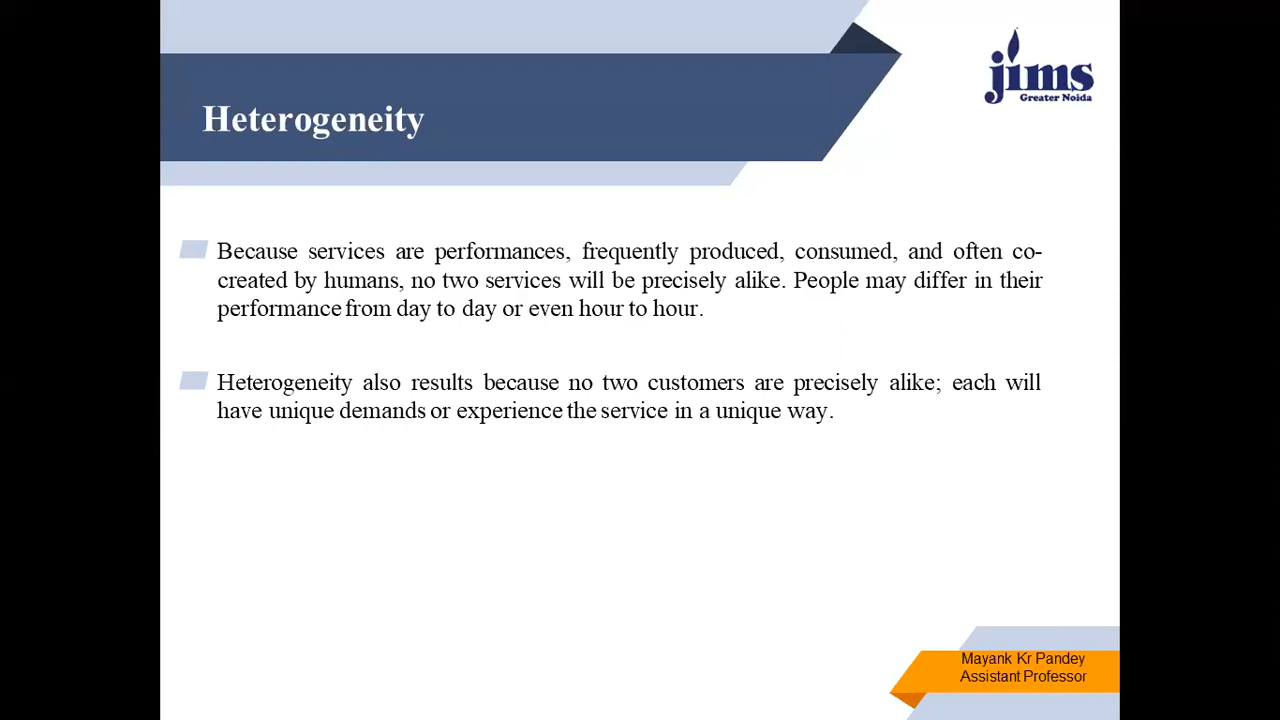 jims
Greater Noida
Heterogeneity
Because services are performances, frequently produced, consumed, and often co-
created by humans, no two services will be precisely alike. People may differ in their
performance from day to day or even hour to hour.
Heterogeneity also results because no two customers are precisely alike; each will
have unique demands or experience the service in a unique way.
Mayank Kr Pandey
Assistant Professor